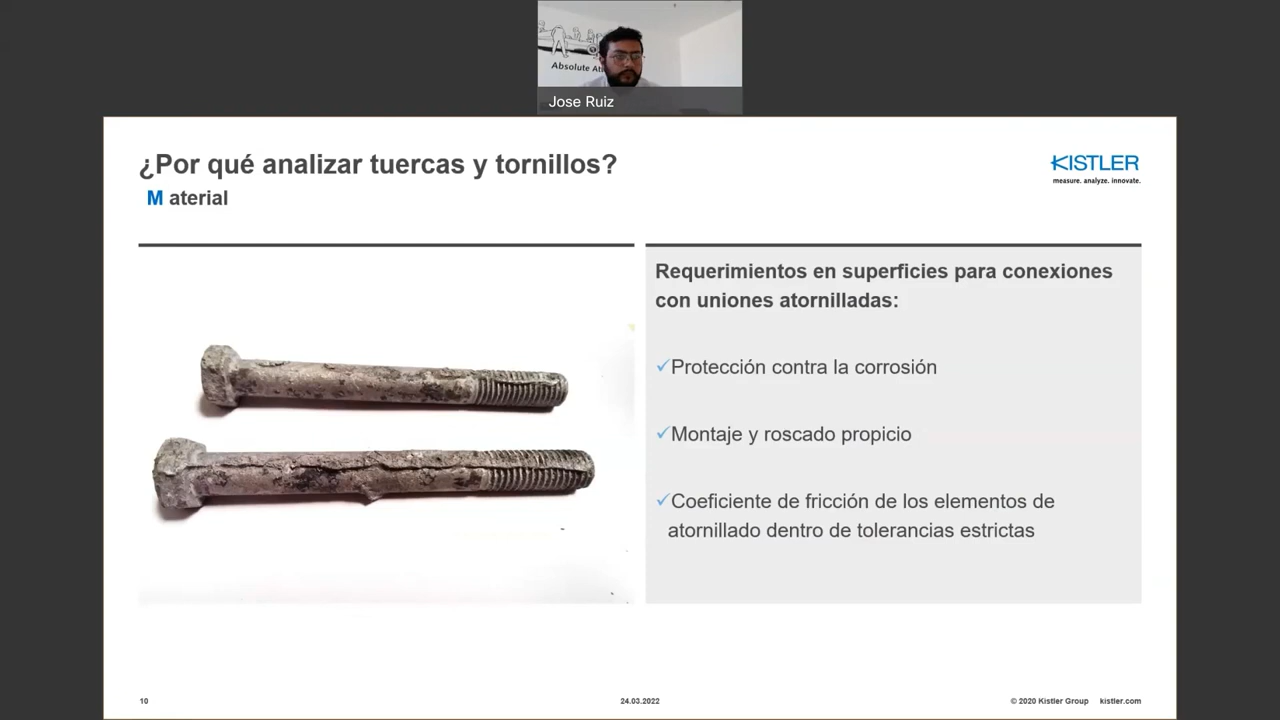 Absolute
Jose Ruiz
¿Por qué analizar tuercas y tornillos?
M aterial
KISTLER
measure. analyze. innovate.
Requerimientos en superficies para conexiones
con uniones atornilladas:
✓Protección contra la corrosión
✓Montaje y roscado propicio
✓Coeficiente de fricción de los elementos de
atornillado dentro de tolerancias estrictas
10
24.03.2022
© 2020 Kistler Group kistler.com